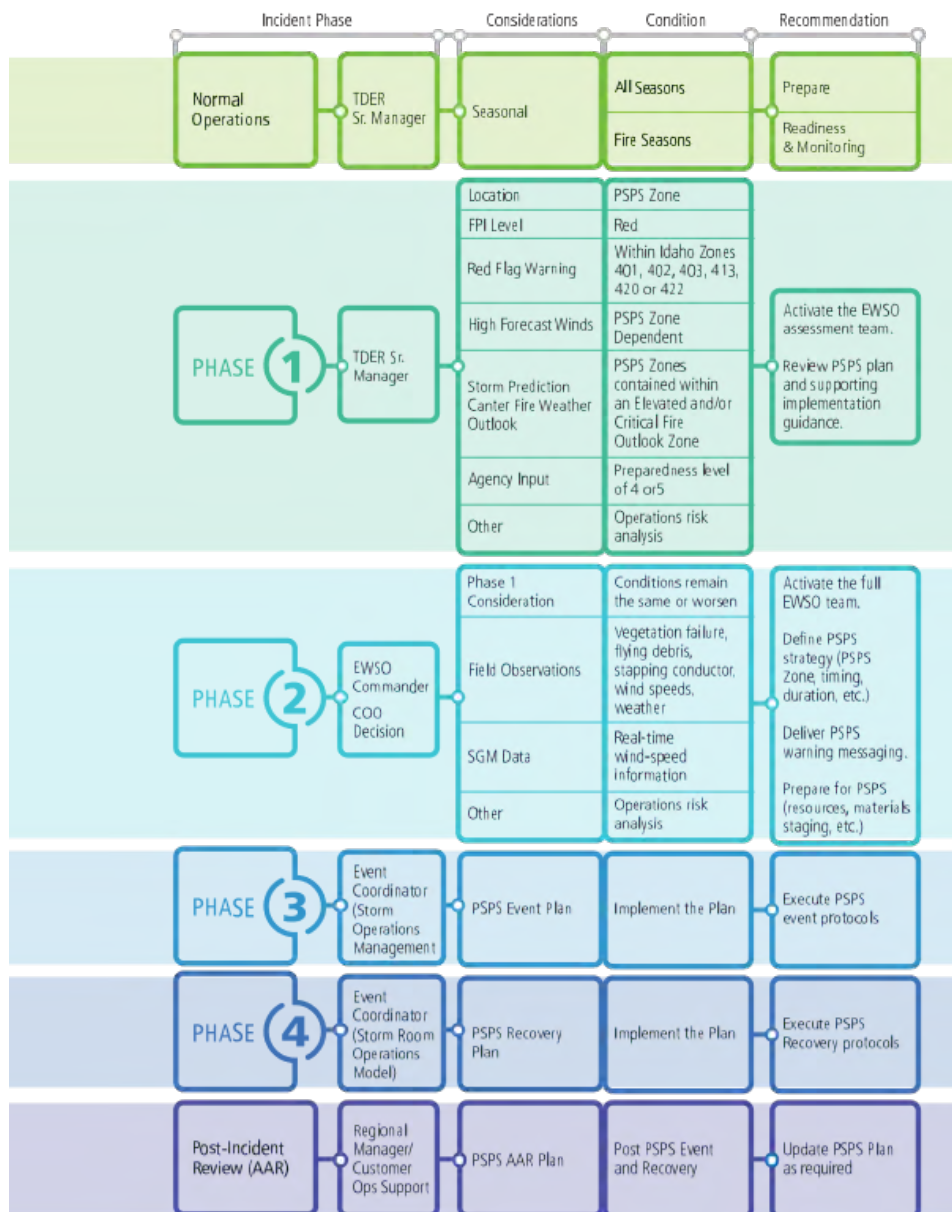 Incident Phase
Considerations
Condition
Recommendation
Normal
Operations
TDER
Sr. Manager
Seasonal
All Seasons
Fire Seasons
Prepare
Readiness
& Monitoring
PHASE 1
TDER Sr.
Manager
Location
PSPS Zone
FPI Level
Red
Red Flag Warning
Within Idaho Zones
401, 402, 403, 413,
420 or 422
High Forecast Winds
PSPS Zone
Dependent
Storm Prediction
Canter Fire Weather
Outlook
PSPS Zones
contained within
an Elevated and/or
Critical Fire
Outlook Zone
Agency Input
Preparedness level
of 4 or5
Other
Operations risk
analysis
Activate the EWSO
assessment team.
Review PSPS plan
and supporting
implementation
guidance.
PHASE 2
EWSO
Commander
COO
Decision
Phase 1
Consideration
Conditions remain
the same or worsen
Field Observations
Vegetation failure,
flying debris,
stapping conductor,
wind speeds,
weather
SGM Data
Real-time
wind-speed
information
Other
Operations risk
analysis
Activate the full
EWSO team.
Define PSPS
strategy (PSPS
Zone, timing,
duration, etc.)
Deliver PSPS
warning messaging.
Prepare for PSPS
(resources, materials
staging, etc.)
PHASE 3
Event
Coordinator
(Storm
Operations
Management
PSPS Event Plan
Implement the Plan
Execute PSPS
event protocols
PHASE 4
Event
Coordinator
(Storm Room
Operations
Model)
PSPS Recovery
Plan
Implement the Plan
Execute PSPS
Recovery protocols
Post-Incident
Review (AAR)
Regional
Manager/
Customer
Ops Support
PSPS AAR Plan
Post PSPS Event
and Recovery
Update PSPS Plan
as required